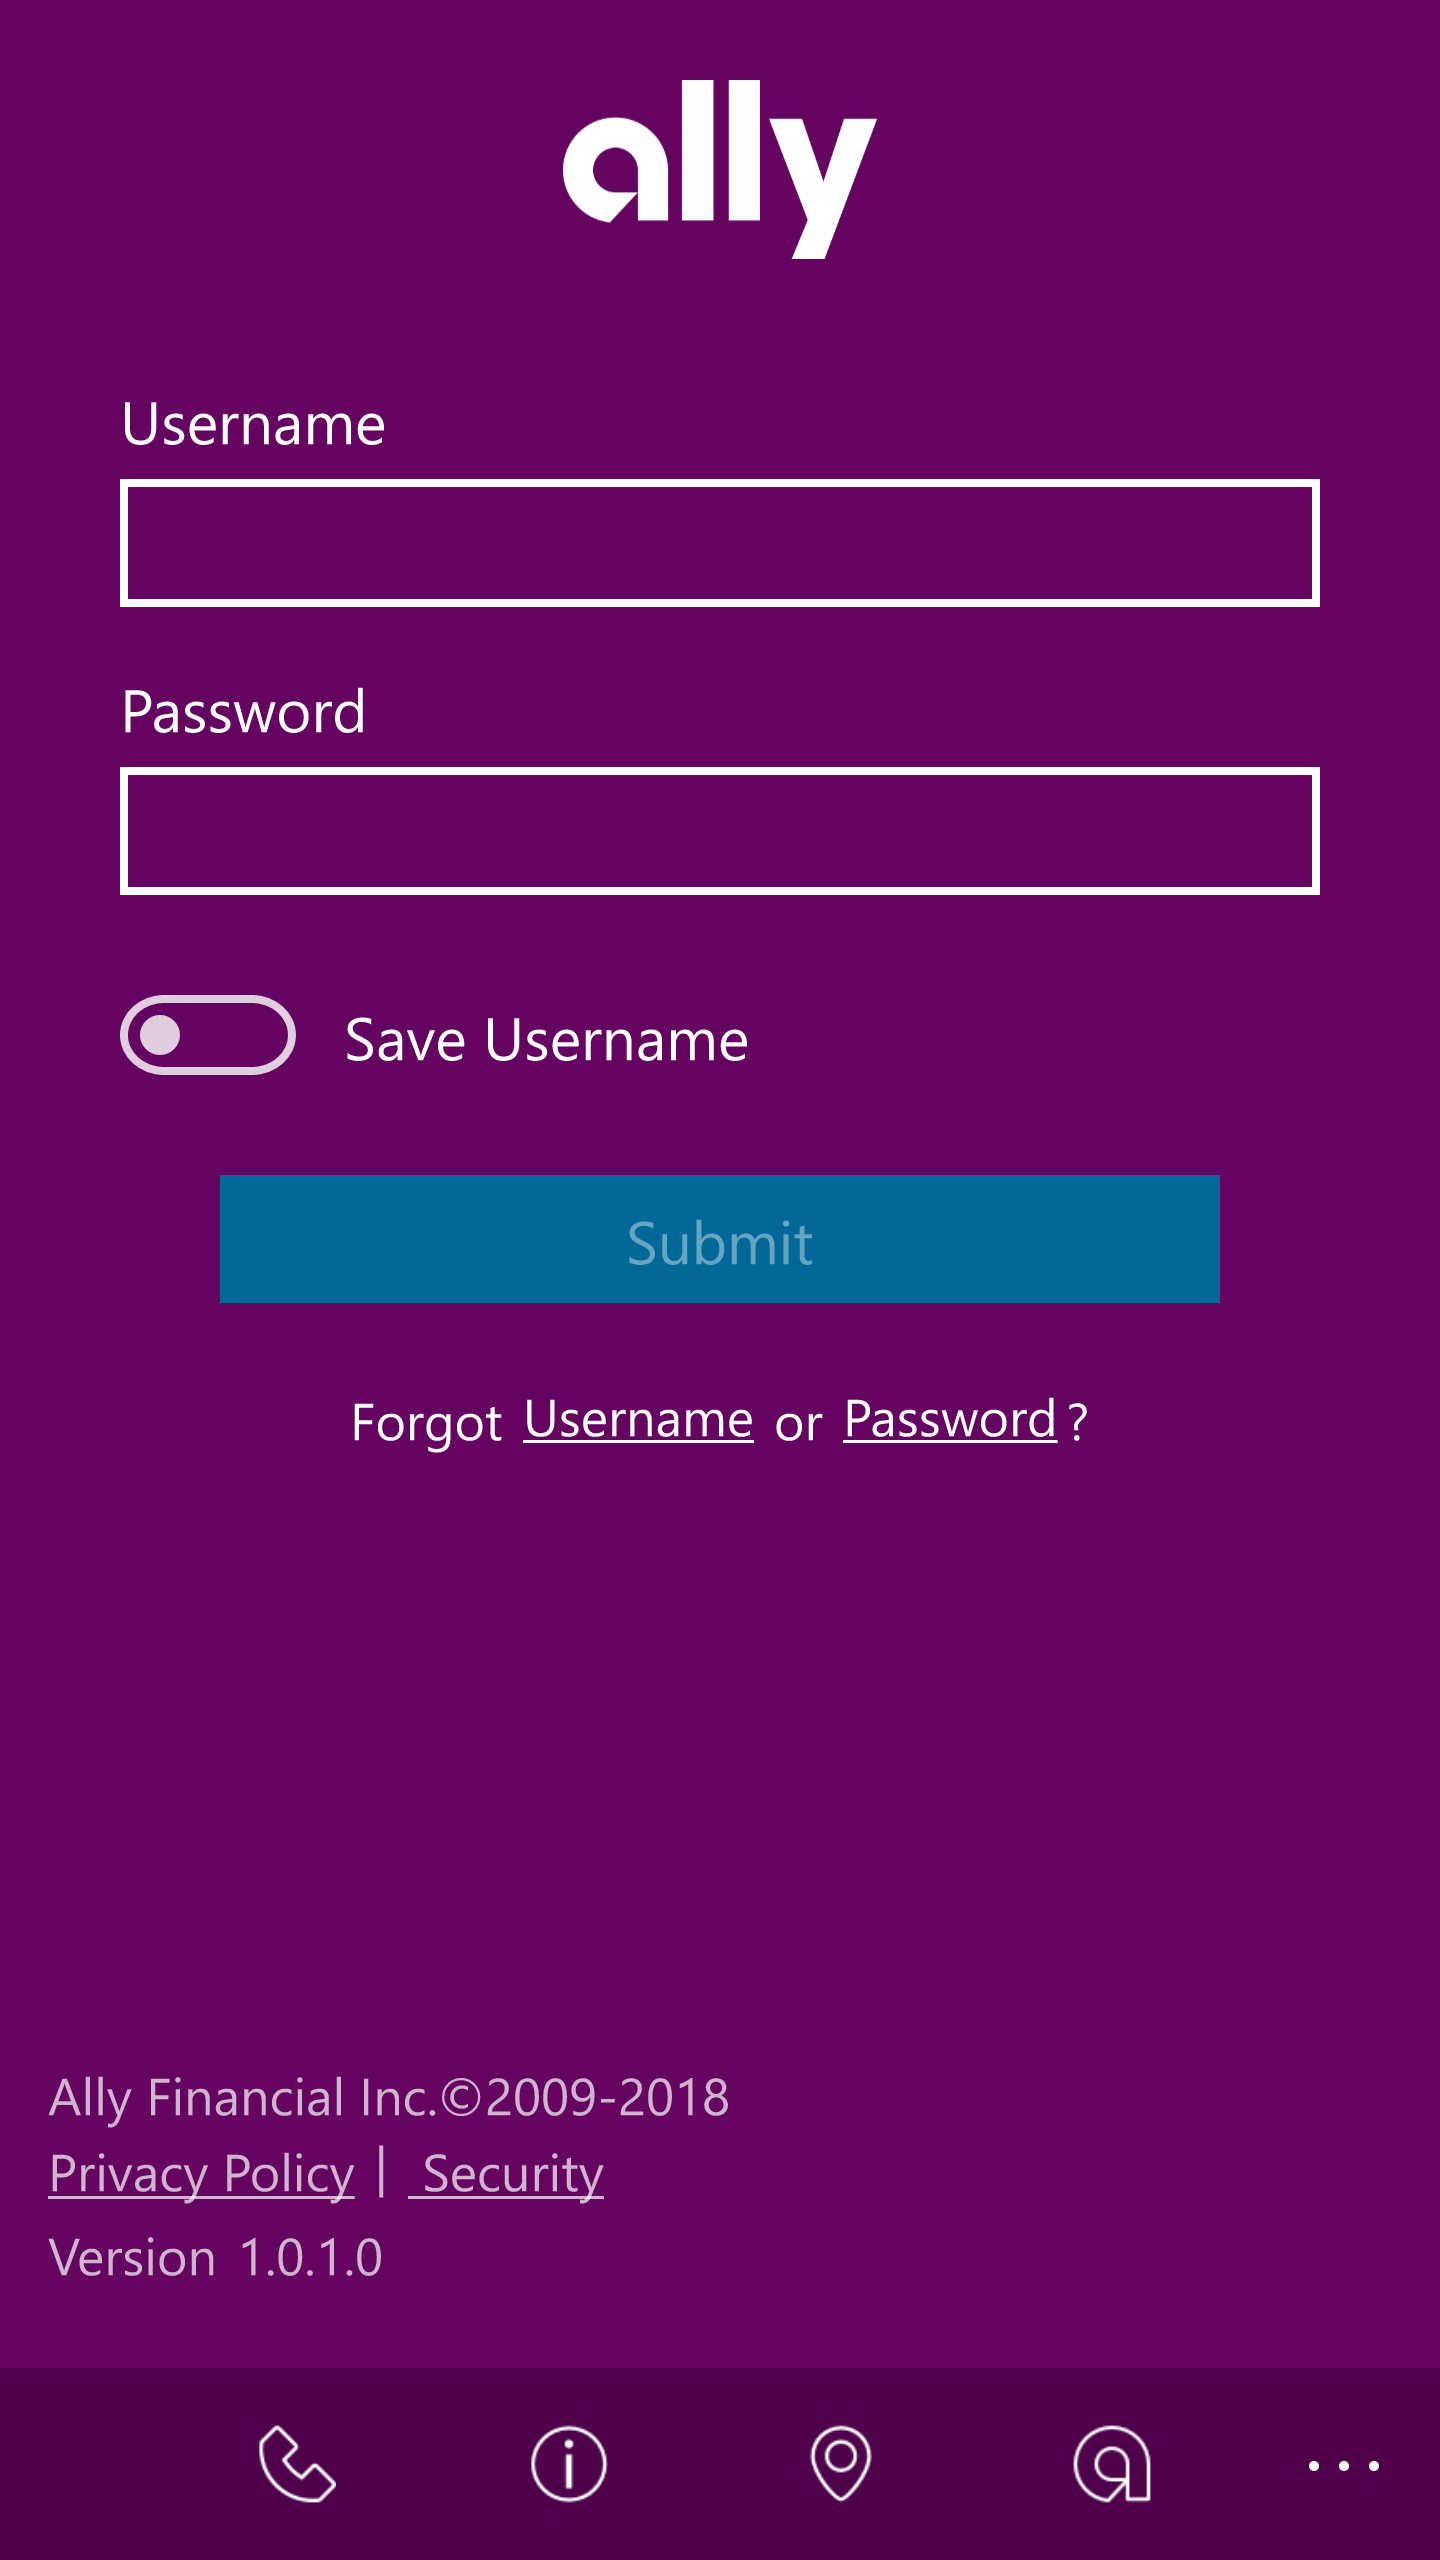 ally
Username
Password
Save Username
Submit
Forgot Username or Password?
Ally Financial Inc.©2009-2018
Privacy Policy | Security
Version 1.0.1.0